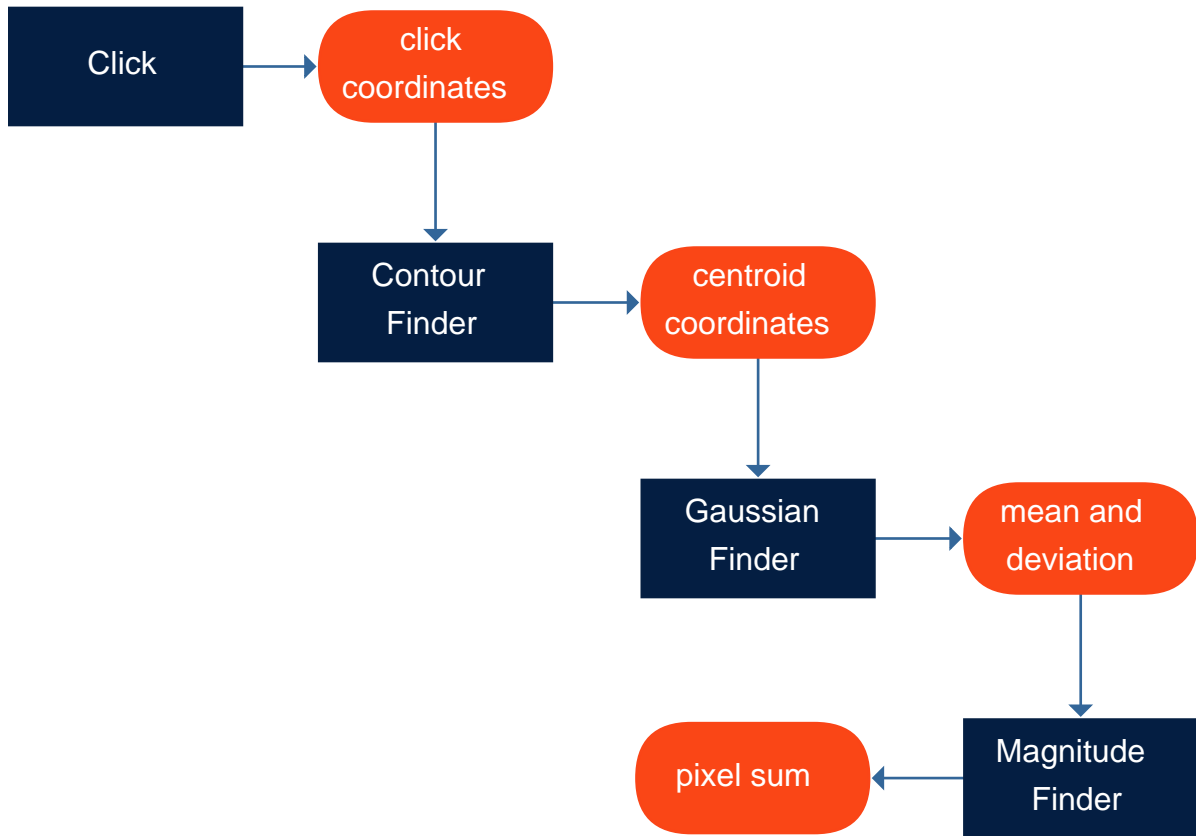 Click
click
coordinates
Contour
Finder
centroid
coordinates
Gaussian
Finder
mean and
deviation
Magnitude
Finder
pixel sum